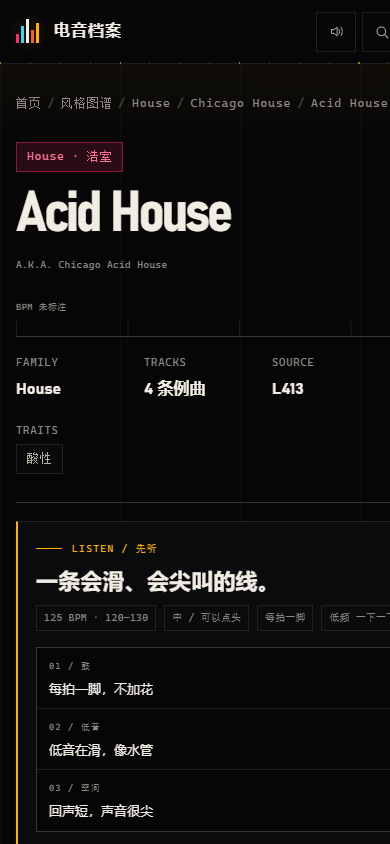 电音档案
首页 / 风格图谱 / House / Chicago House / Acid House
House · 浩室
Acid House
A.K.A. Chicago Acid House
BPM 未标注
FAMILY TRACKS SOURCE
House 4 条例曲 L413
TRAITS
酸性
LISTEN / 先听
一条会滑、会尖叫的线。
125 BPM · 120–130 中 / 可以点头 每拍一脚 低频 一下一下
01 / 鼓
每拍一脚，不加花
02 / 低音
低音在滑，像水管
03 / 空间
回声短，声音很尖